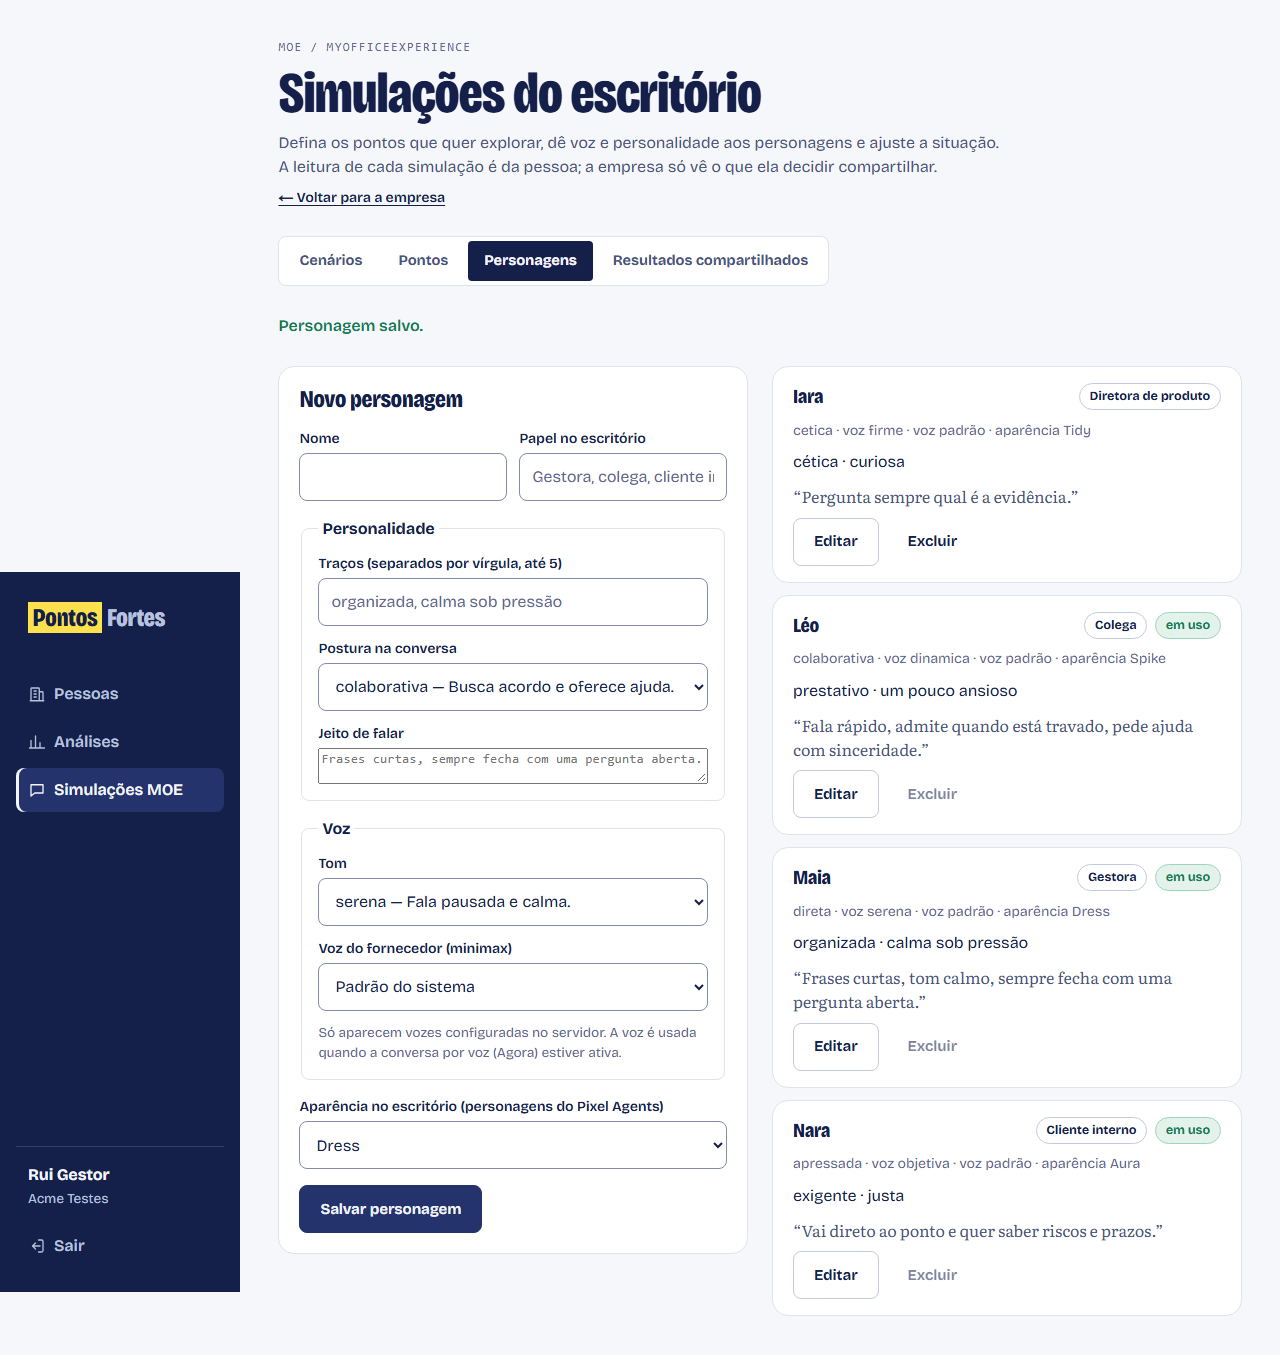 MOE / MYOFFICEEXPERIENCE
Simulações do escritório
Defina os pontos que quer explorar, dê voz e personalidade aos personagens e ajuste a situação.
A leitura de cada simulação é da pessoa; a empresa só vê o que ela decidir compartilhar.
← Voltar para a empresa
Cenários
Pontos
Personagens
Resultados compartilhados
Personagem salvo.
Pontos Fortes
Pessoas
Análises
Simulações MOE
Rui Gestor
Acme Testes
Sair
Novo personagem
Nome
Papel no escritório
Gestora, colega, cliente i
Personalidade
Traços (separados por vírgula, até 5)
organizada, calma sob pressão
Postura na conversa
colaborativa — Busca acordo e oferece ajuda.
Jeito de falar
Frases curtas, sempre fecha com uma pergunta aberta.
Voz
Tom
serena — Fala pausada e calma.
Voz do fornecedor (minimax)
Padrão do sistema
Só aparecem vozes configuradas no servidor. A voz é usada
quando a conversa por voz (Agora) estiver ativa.
Aparência no escritório (personagens do Pixel Agents)
Dress
Salvar personagem
Iara
Diretora de produto
cetica · voz firme · voz padrão · aparência Tidy
cética · curiosa
“Pergunta sempre qual é a evidência.”
Editar
Excluir
Léo
Colega
em uso
colaborativa · voz dinamica · voz padrão · aparência Spike
prestativo · um pouco ansioso
“Fala rápido, admite quando está travado, pede ajuda
com sinceridade.”
Editar
Excluir
Maia
Gestora
em uso
direta · voz serena · voz padrão · aparência Dress
organizada · calma sob pressão
“Frases curtas, tom calmo, sempre fecha com uma
pergunta aberta.”
Editar
Excluir
Nara
Cliente interno
em uso
apressada · voz objetiva · voz padrão · aparência Aura
exigente · justa
“Vai direto ao ponto e quer saber riscos e prazos.”
Editar
Excluir